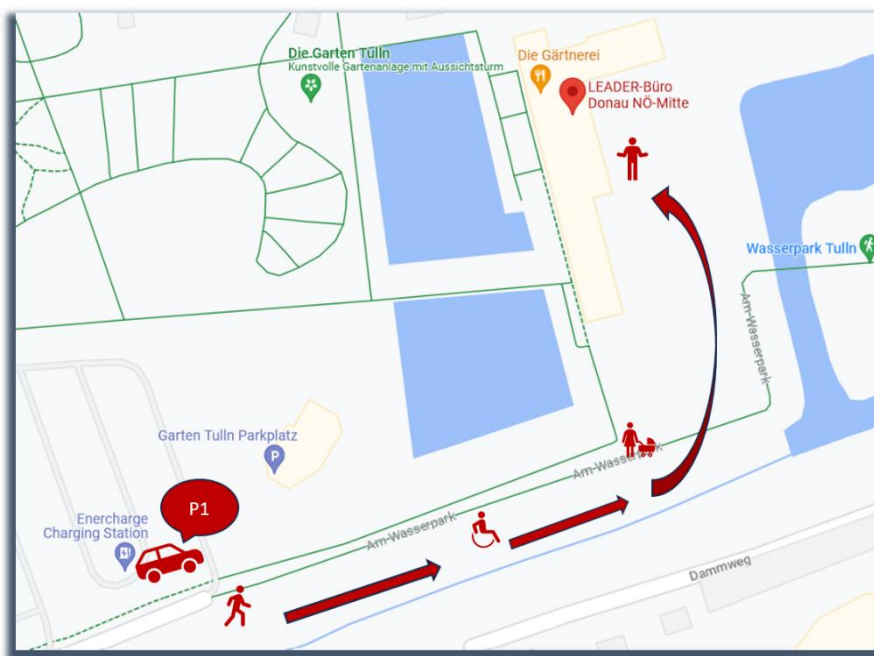 Die Garten Tulln
Kunstvolle Gartenanlage mit Aussichtsturm
Die Gärtnerei
LEADER-Büro
Donau NÖ-Mitte
Wasserpark Tulln
Am-Wasserpark
Garten Tulln Parkplatz
P
Am-Wasserpark
P1
Enercharge
Charging Station
Am-Wasserpark
Dammweg